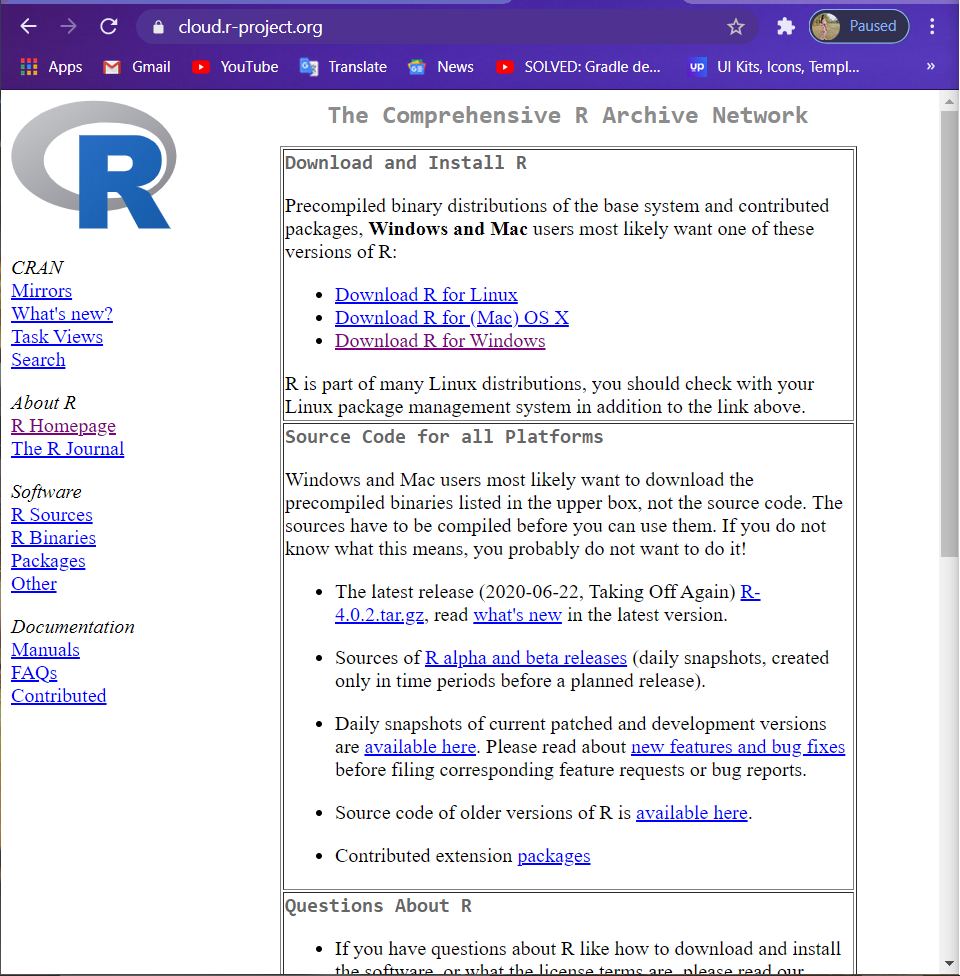 cloud.r-project.org
Paused
Apps
Gmail
YouTube
Translate
News
SOLVED: Gradle de...
UI Kits, Icons, Templ...
»
R
CRAN
Mirrors
What's new?
Task Views
Search
About R
R Homepage
The R Journal
Software
R Sources
R Binaries
Packages
Other
Documentation
Manuals
FAQs
Contributed
The Comprehensive R Archive Network
Download and Install R
Precompiled binary distributions of the base system and contributed
packages, Windows and Mac users most likely want one of these
versions of R:
• Download R for Linux
• Download R for (Mac) OS X
• Download R for Windows
R is part of many Linux distributions, you should check with your
Linux package management system in addition to the link above.
Source Code for all Platforms
Windows and Mac users most likely want to download the
precompiled binaries listed in the upper box, not the source code. The
sources have to be compiled before you can use them. If you do not
know what this means, you probably do not want to do it!
• The latest release (2020-06-22, Taking Off Again) R-
4.0.2.tar.gz, read what's new in the latest version.
• Sources of R alpha and beta releases (daily snapshots, created
only in time periods before a planned release).
• Daily snapshots of current patched and development versions
are available here. Please read about new features and bug fixes
before filing corresponding feature requests or bug reports.
• Source code of older versions of R is available here.
• Contributed extension packages
Questions About R
• If you have questions about R like how to download and install
the software, or what the license terms are, please read our